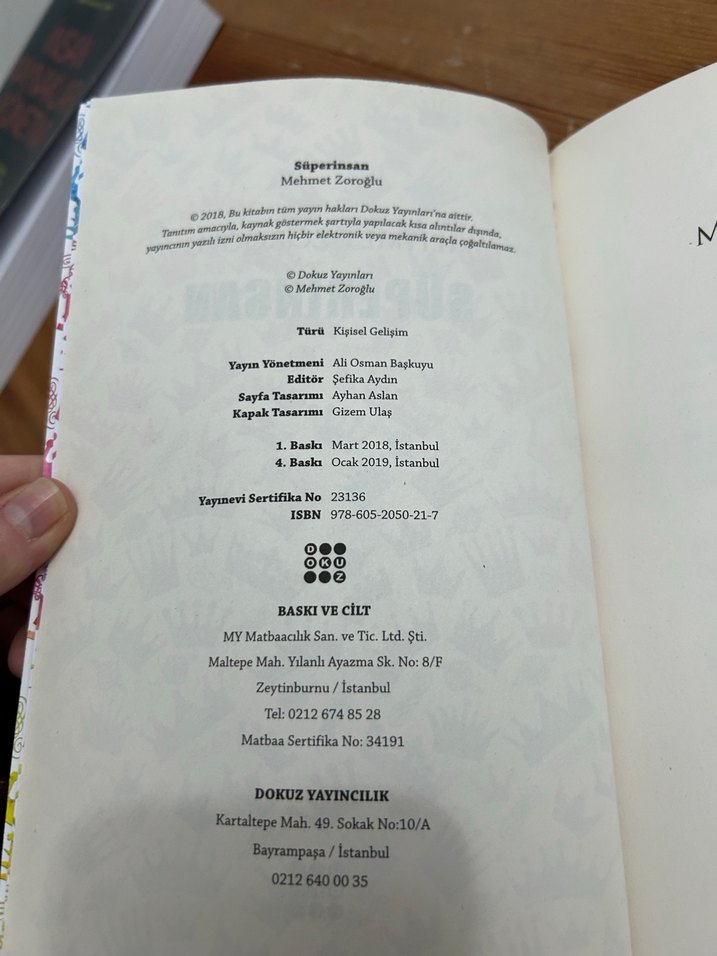 Süperinsan
Mehmet Zoroğlu
© 2018, Bu kitabın tüm yayın hakları Dokuz Yayınları'na aittir.
Tanıtım amacıyla, kaynak göstermek şartıyla yapılacak kısa alıntılar dışında,
yayıncının yazılı izni olmaksızın hiçbir elektronik veya mekanik araçla çoğaltılamaz.
© Dokuz Yayınları
© Mehmet Zoroğlu
Türü Kişisel Gelişim
Yayın Yönetmeni Ali Osman Başkuyu
Editör Şefika Aydın
Sayfa Tasarımı Ayhan Aslan
Kapak Tasarımı Gizem Ulaş
1. Baskı Mart 2018, İstanbul
4. Baskı Ocak 2019, İstanbul
Yayınevi Sertifika No 23136
ISBN 978-605-2050-21-7
DOKUZ
BASKI VE CİLT
MY Matbaacılık San. ve Tic. Ltd. Şti.
Maltepe Mah. Yılanlı Ayazma Sk. No: 8/F
Zeytinburnu / İstanbul
Tel: 0212 674 85 28
Matbaa Sertifika No: 34191
DOKUZ YAYINCILIK
Kartaltepe Mah. 49. Sokak No:10/A
Bayrampaşa / İstanbul
0212 640 00 35